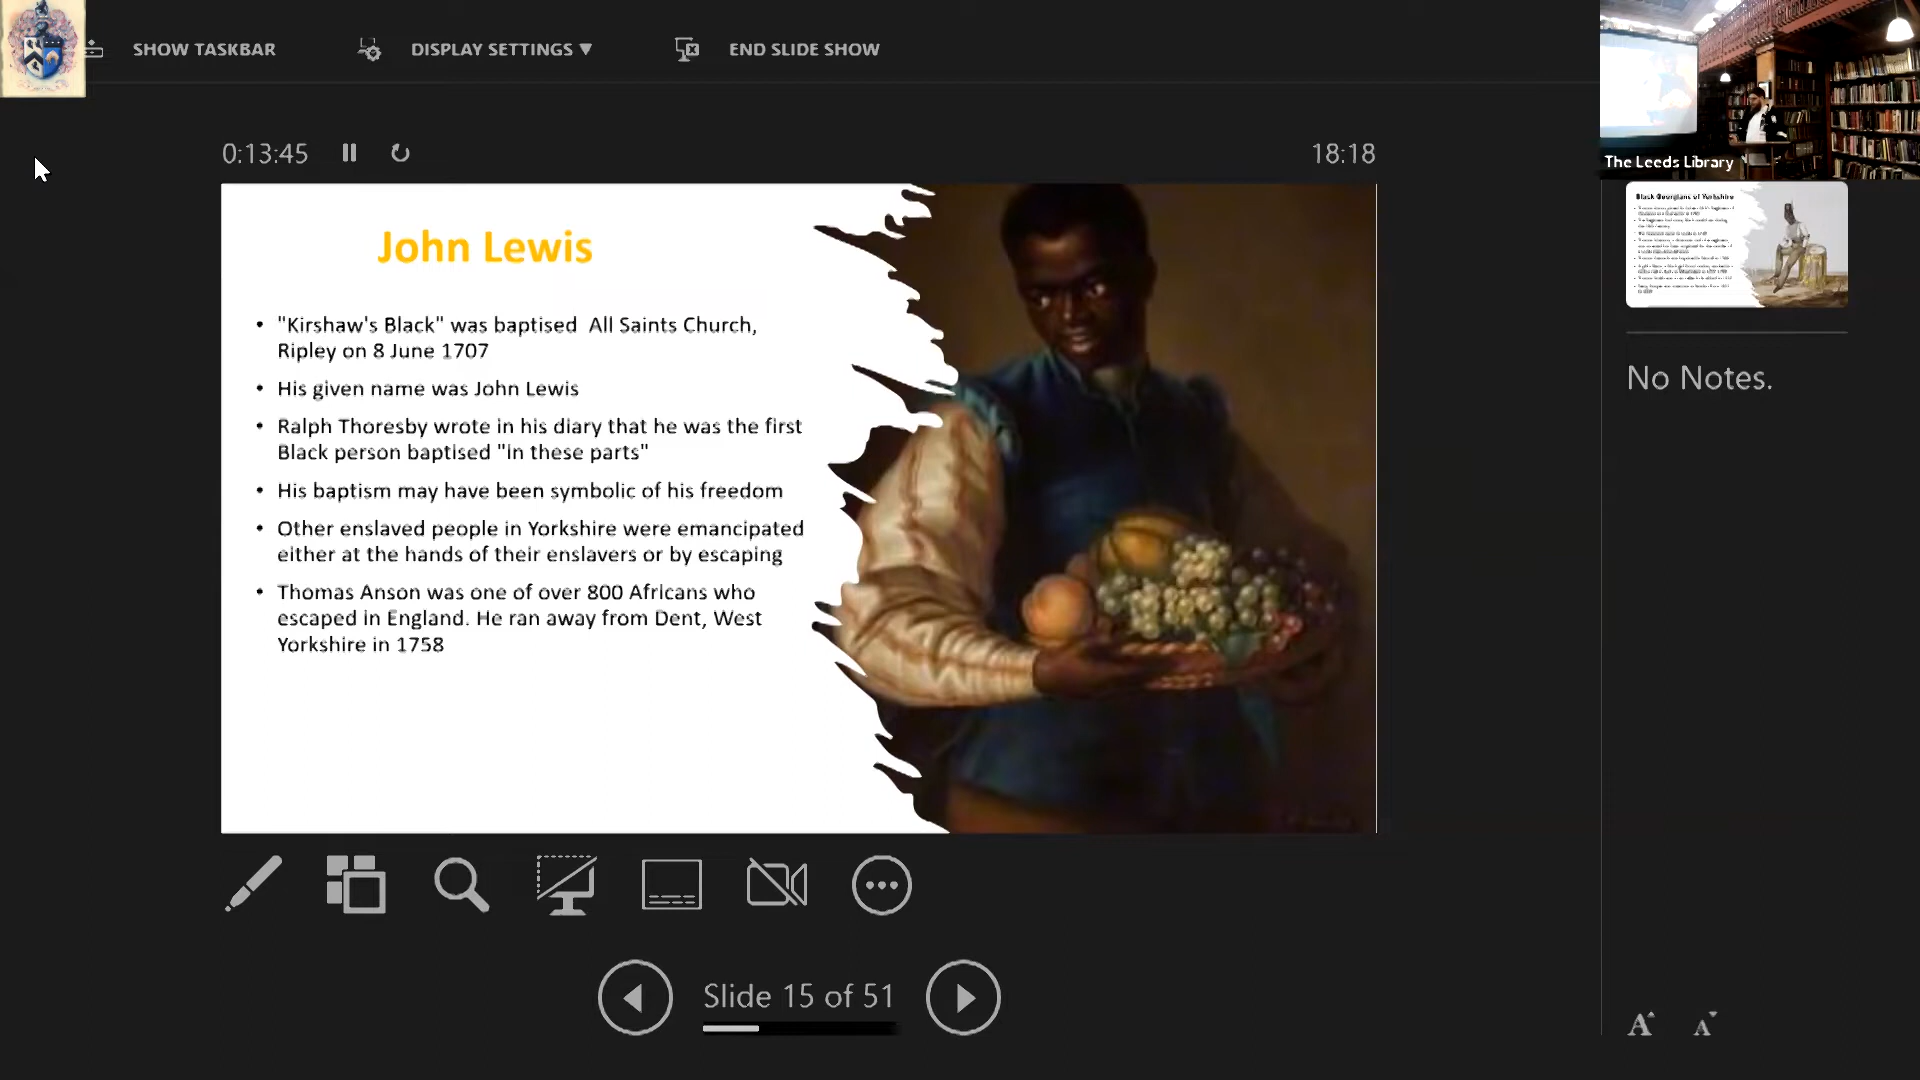 SHOW TASKBAR
DISPLAY SETTINGS ▼
END SLIDE SHOW
The Leeds Library
0:13:45
18:18
John Lewis
• "Kirshaw's Black" was baptised All Saints Church,
Ripley on 8 June 1707
• His given name was John Lewis
• Ralph Thoresby wrote in his diary that he was the first
Black person baptised "in these parts"
• His baptism may have been symbolic of his freedom
• Other enslaved people in Yorkshire were emancipated
either at the hands of their enslavers or by escaping
• Thomas Anson was one of over 800 Africans who
escaped in England. He ran away from Dent, West
Yorkshire in 1758
Black Georgians of Yorkshire
No Notes.
Slide 15 of 51
A
A